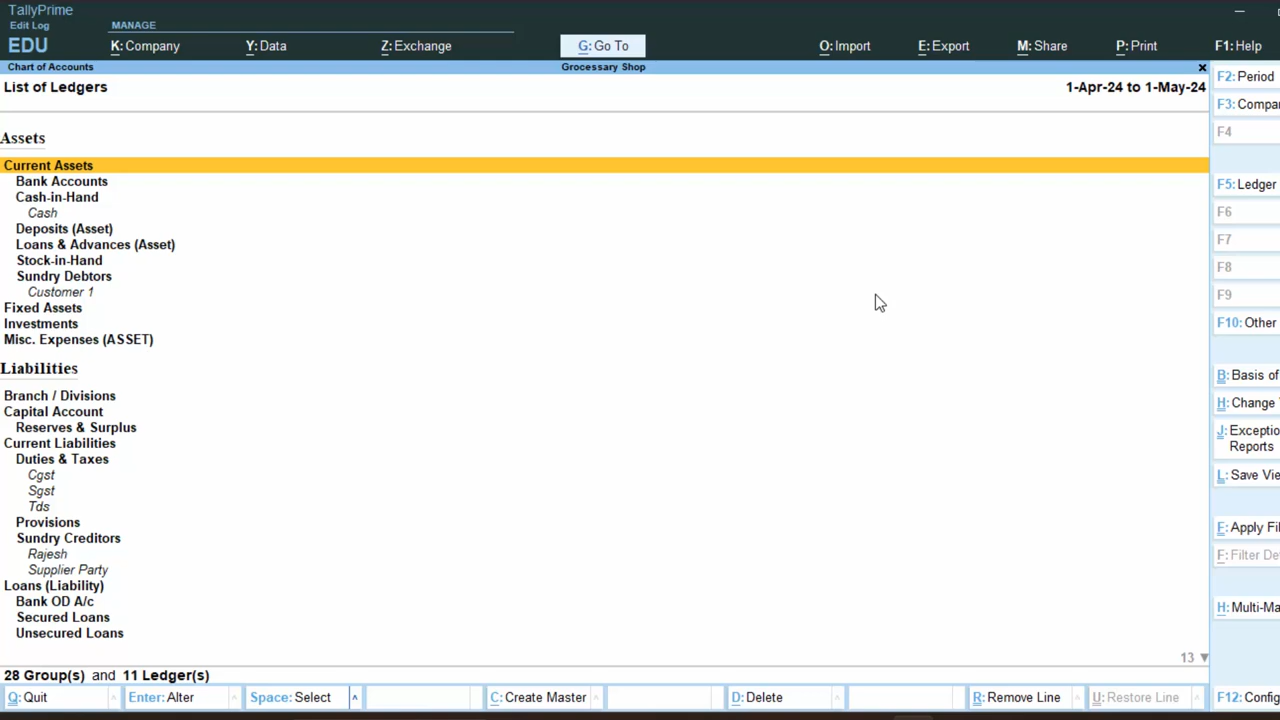 TallyPrime
Edit Log
EDU
MANAGE
K: Company Y: Data Z: Exchange G: Go To O: Import E: Export M: Share P: Print F1: Help
Chart of Accounts Grocessary Shop
List of Ledgers 1-Apr-24 to 1-May-24
Assets
Current Assets
Bank Accounts
Cash-in-Hand
Cash
Deposits (Asset)
Loans & Advances (Asset)
Stock-in-Hand
Sundry Debtors
Customer 1
Fixed Assets
Investments
Misc. Expenses (ASSET)
Liabilities
Branch / Divisions
Capital Account
Reserves & Surplus
Current Liabilities
Duties & Taxes
Cgst
Sgst
Tds
Provisions
Sundry Creditors
Rajesh
Supplier Party
Loans (Liability)
Bank OD A/c
Secured Loans
Unsecured Loans
13
28 Group(s) and 11 Ledger(s)
F2: Period
F3: Compa
F4
F5: Ledger
F6
F7
F8
F9
F10: Other
B: Basis of
H: Change
J: Exceptio
Reports
L: Save Vie
F: Apply Fil
F: Filter De
H: Multi-Ma
Q: Quit Enter: Alter Space: Select C: Create Master D: Delete R: Remove Line U: Restore Line F12: Config